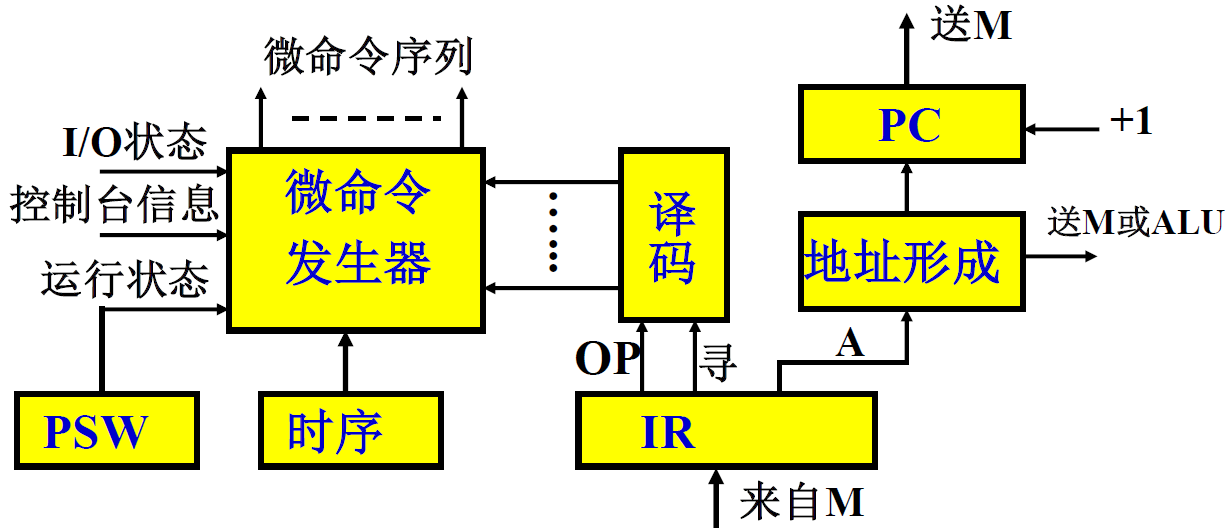 送M
微命令序列
PC
+1
I/O状态
控制台信息
运行状态
微命令
发生器
译
码
地址形成
送M或ALU
OP
寻
A
PSW
时序
IR
来自M